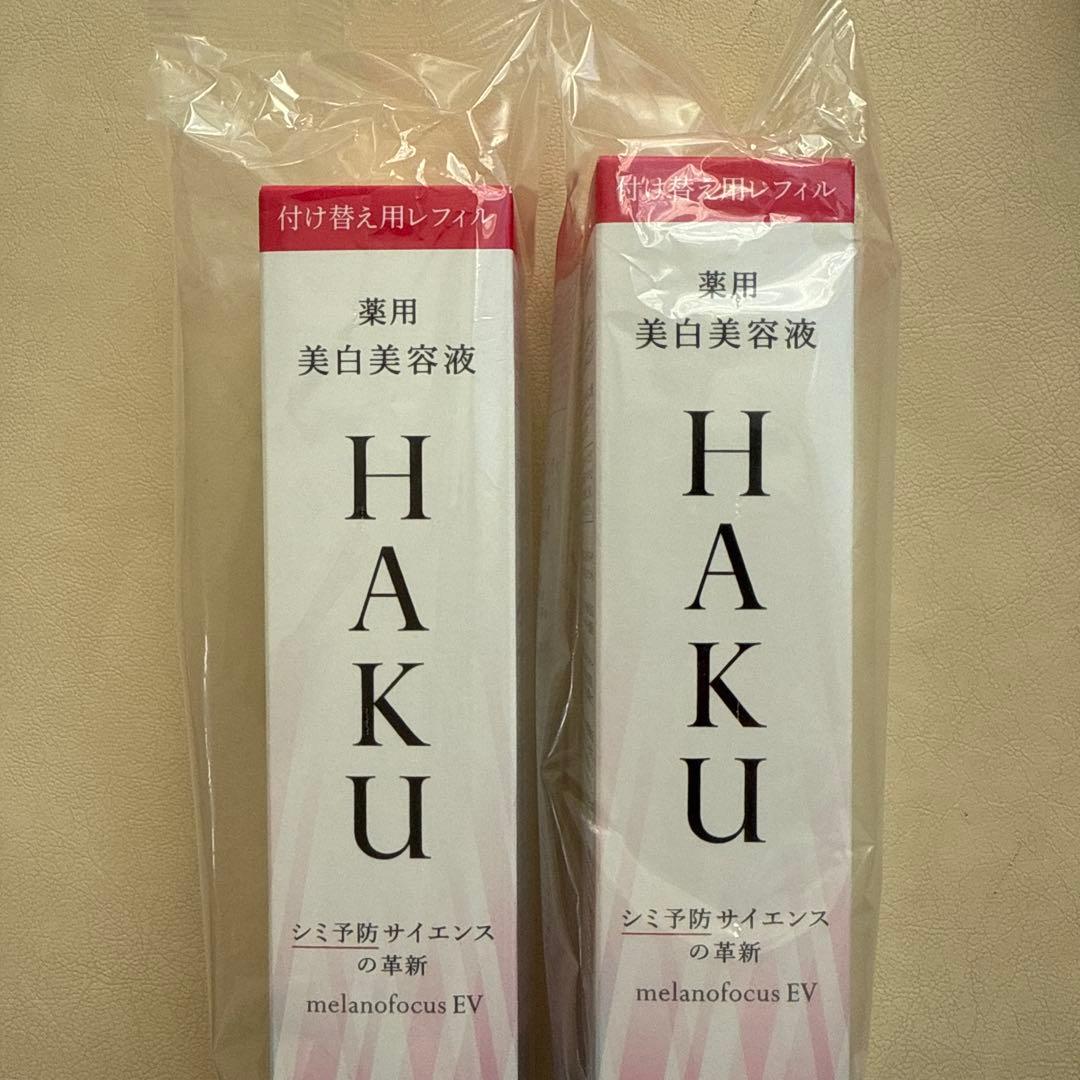 付け替え用レフィル
薬用
美白美容液
HAKU
シミ予防サイエンス
の革新
melanofocus EV
付け替え用レフィル
薬用
美白美容液
HAKU
シミ予防サイエンス
の革新
melanofocus EV